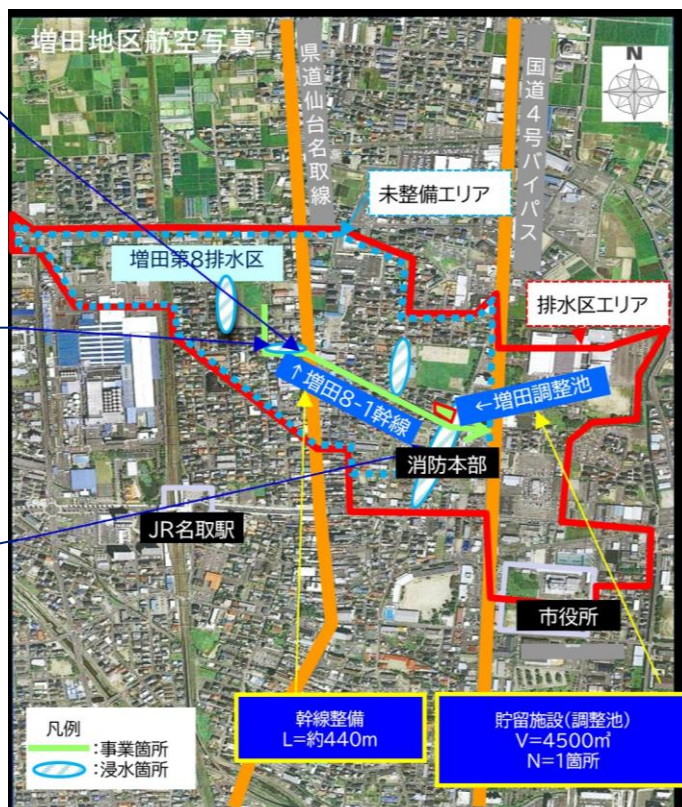 増田地区航空写真
県道仙台名取線
国道4号バイパス
N
未整備エリア
増田第8排水区
排水区エリア
↑増田8-1幹線
←増田調整池
消防本部
JR名取駅
市役所
幹線整備
L=約440m
貯留施設(調整池)
V=4500㎥
N=1箇所
凡例
:事業箇所
:浸水箇所